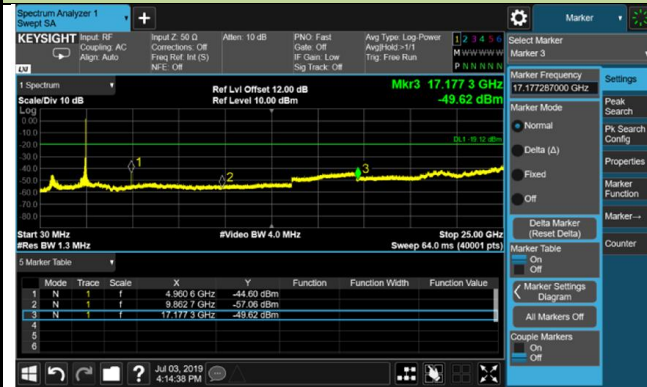 Spectrum Analyzer 1
Swept SA
KEYSIGHT
Input: RF
Coupling: AC
Align: Auto
Input Z: 50 Ω
Corrections: Off
Freq Ref: Int (S)
NFE: Off
Atten: 10 dB
PNO: Fast
Gate: Off
IF Gain: Low
Sig Track: Off
Avg Type: Log-Power
Avg|Hold:>1/1
Trig: Free Run
1 2 3 4 5 6
M W W W W W
P N N N N N
LXI
1 Spectrum
Scale/Div 10 dB
Ref Lvl Offset 12.00 dB
Ref Level 10.00 dBm
Mkr3 17.177 3 GHz
-49.62 dBm
Log
0.00
-10.0
-20.0
-30.0
-40.0
-50.0
-60.0
-70.0
-80.0
DL1 -19.12 dBm
1
2
3
Start 30 MHz
#Res BW 1.3 MHz
#Video BW 4.0 MHz
Stop 25.00 GHz
Sweep 64.0 ms (40001 pts)
5 Marker Table
Mode Trace Scale X Y Function Function Width Function Value
1 N 1 f 4.960 6 GHz -44.60 dBm
2 N 1 f 9.862 7 GHz -57.06 dBm
3 N 1 f 17.177 3 GHz -49.62 dBm
4
5
6
Jul 03, 2019
4:14:38 PM
Marker
Select Marker
Marker 3
Marker Frequency
17.177287000 GHz
Marker Mode
Normal
Delta (Δ)
Fixed
Off
Delta Marker
(Reset Delta)
Marker Table
On
Off
Marker Settings
Diagram
All Markers Off
Couple Markers
On
Off
Settings
Peak
Search
Pk Search
Config
Properties
Marker
Function
Marker→
Counter